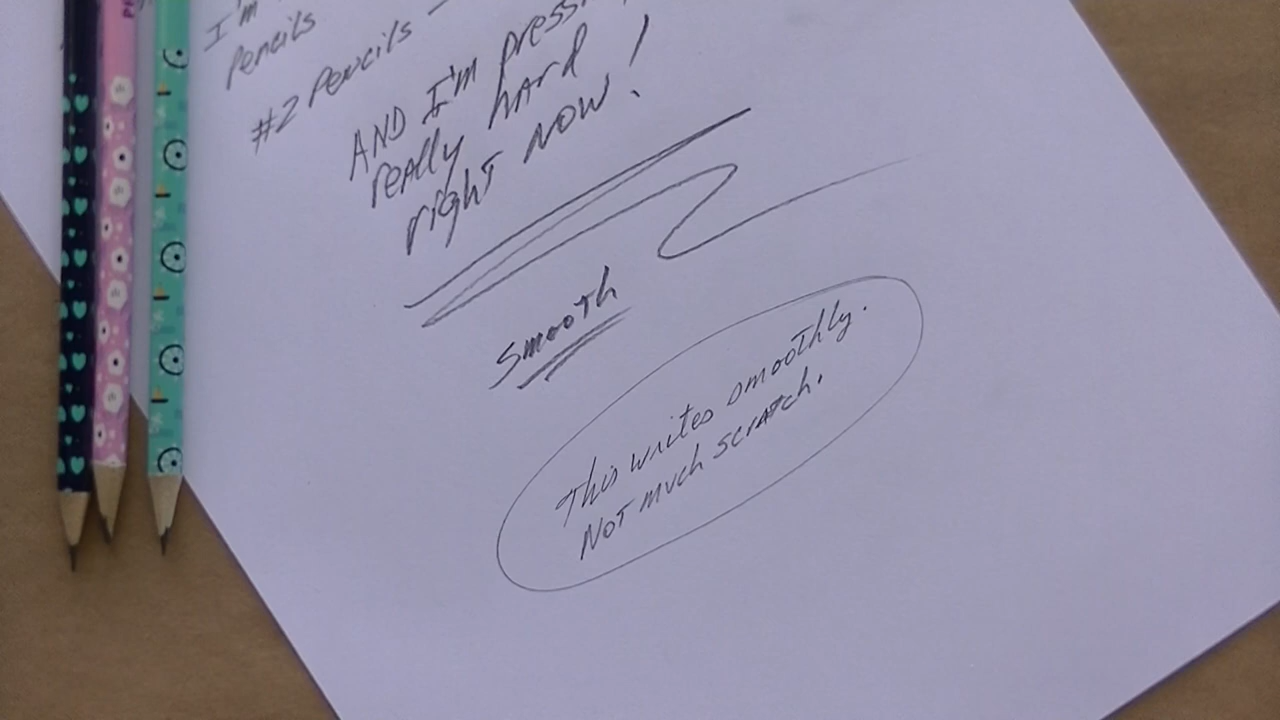 I'm
Pencils
#2 Pencils —
AND I'm press
really hard
right now!
Smooth
This writes smoothly.
Not much scratch.